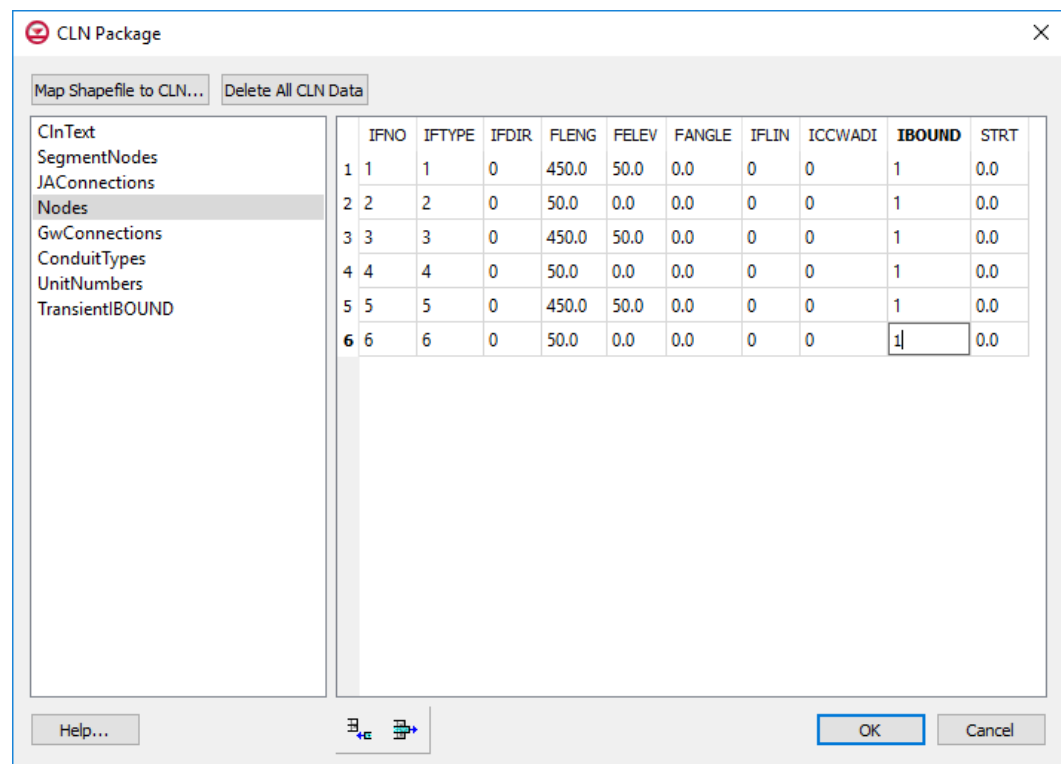 CLN Package
Map Shapefile to CLN... Delete All CLN Data
ClnText
SegmentNodes
JAConnections
Nodes
GwConnections
ConduitTypes
UnitNumbers
TransientIBOUND
IFNO IFTYPE IFDIR FLENG FELEV FANGLE IFLIN ICCWADI IBOUND STRT
1 1 1 0 450.0 50.0 0.0 0 0 1 0.0
2 2 2 0 50.0 0.0 0.0 0 0 1 0.0
3 3 3 0 450.0 50.0 0.0 0 0 1 0.0
4 4 4 0 50.0 0.0 0.0 0 0 1 0.0
5 5 5 0 450.0 50.0 0.0 0 0 1 0.0
6 6 6 0 50.0 0.0 0.0 0 0 1 0.0
Help... OK Cancel